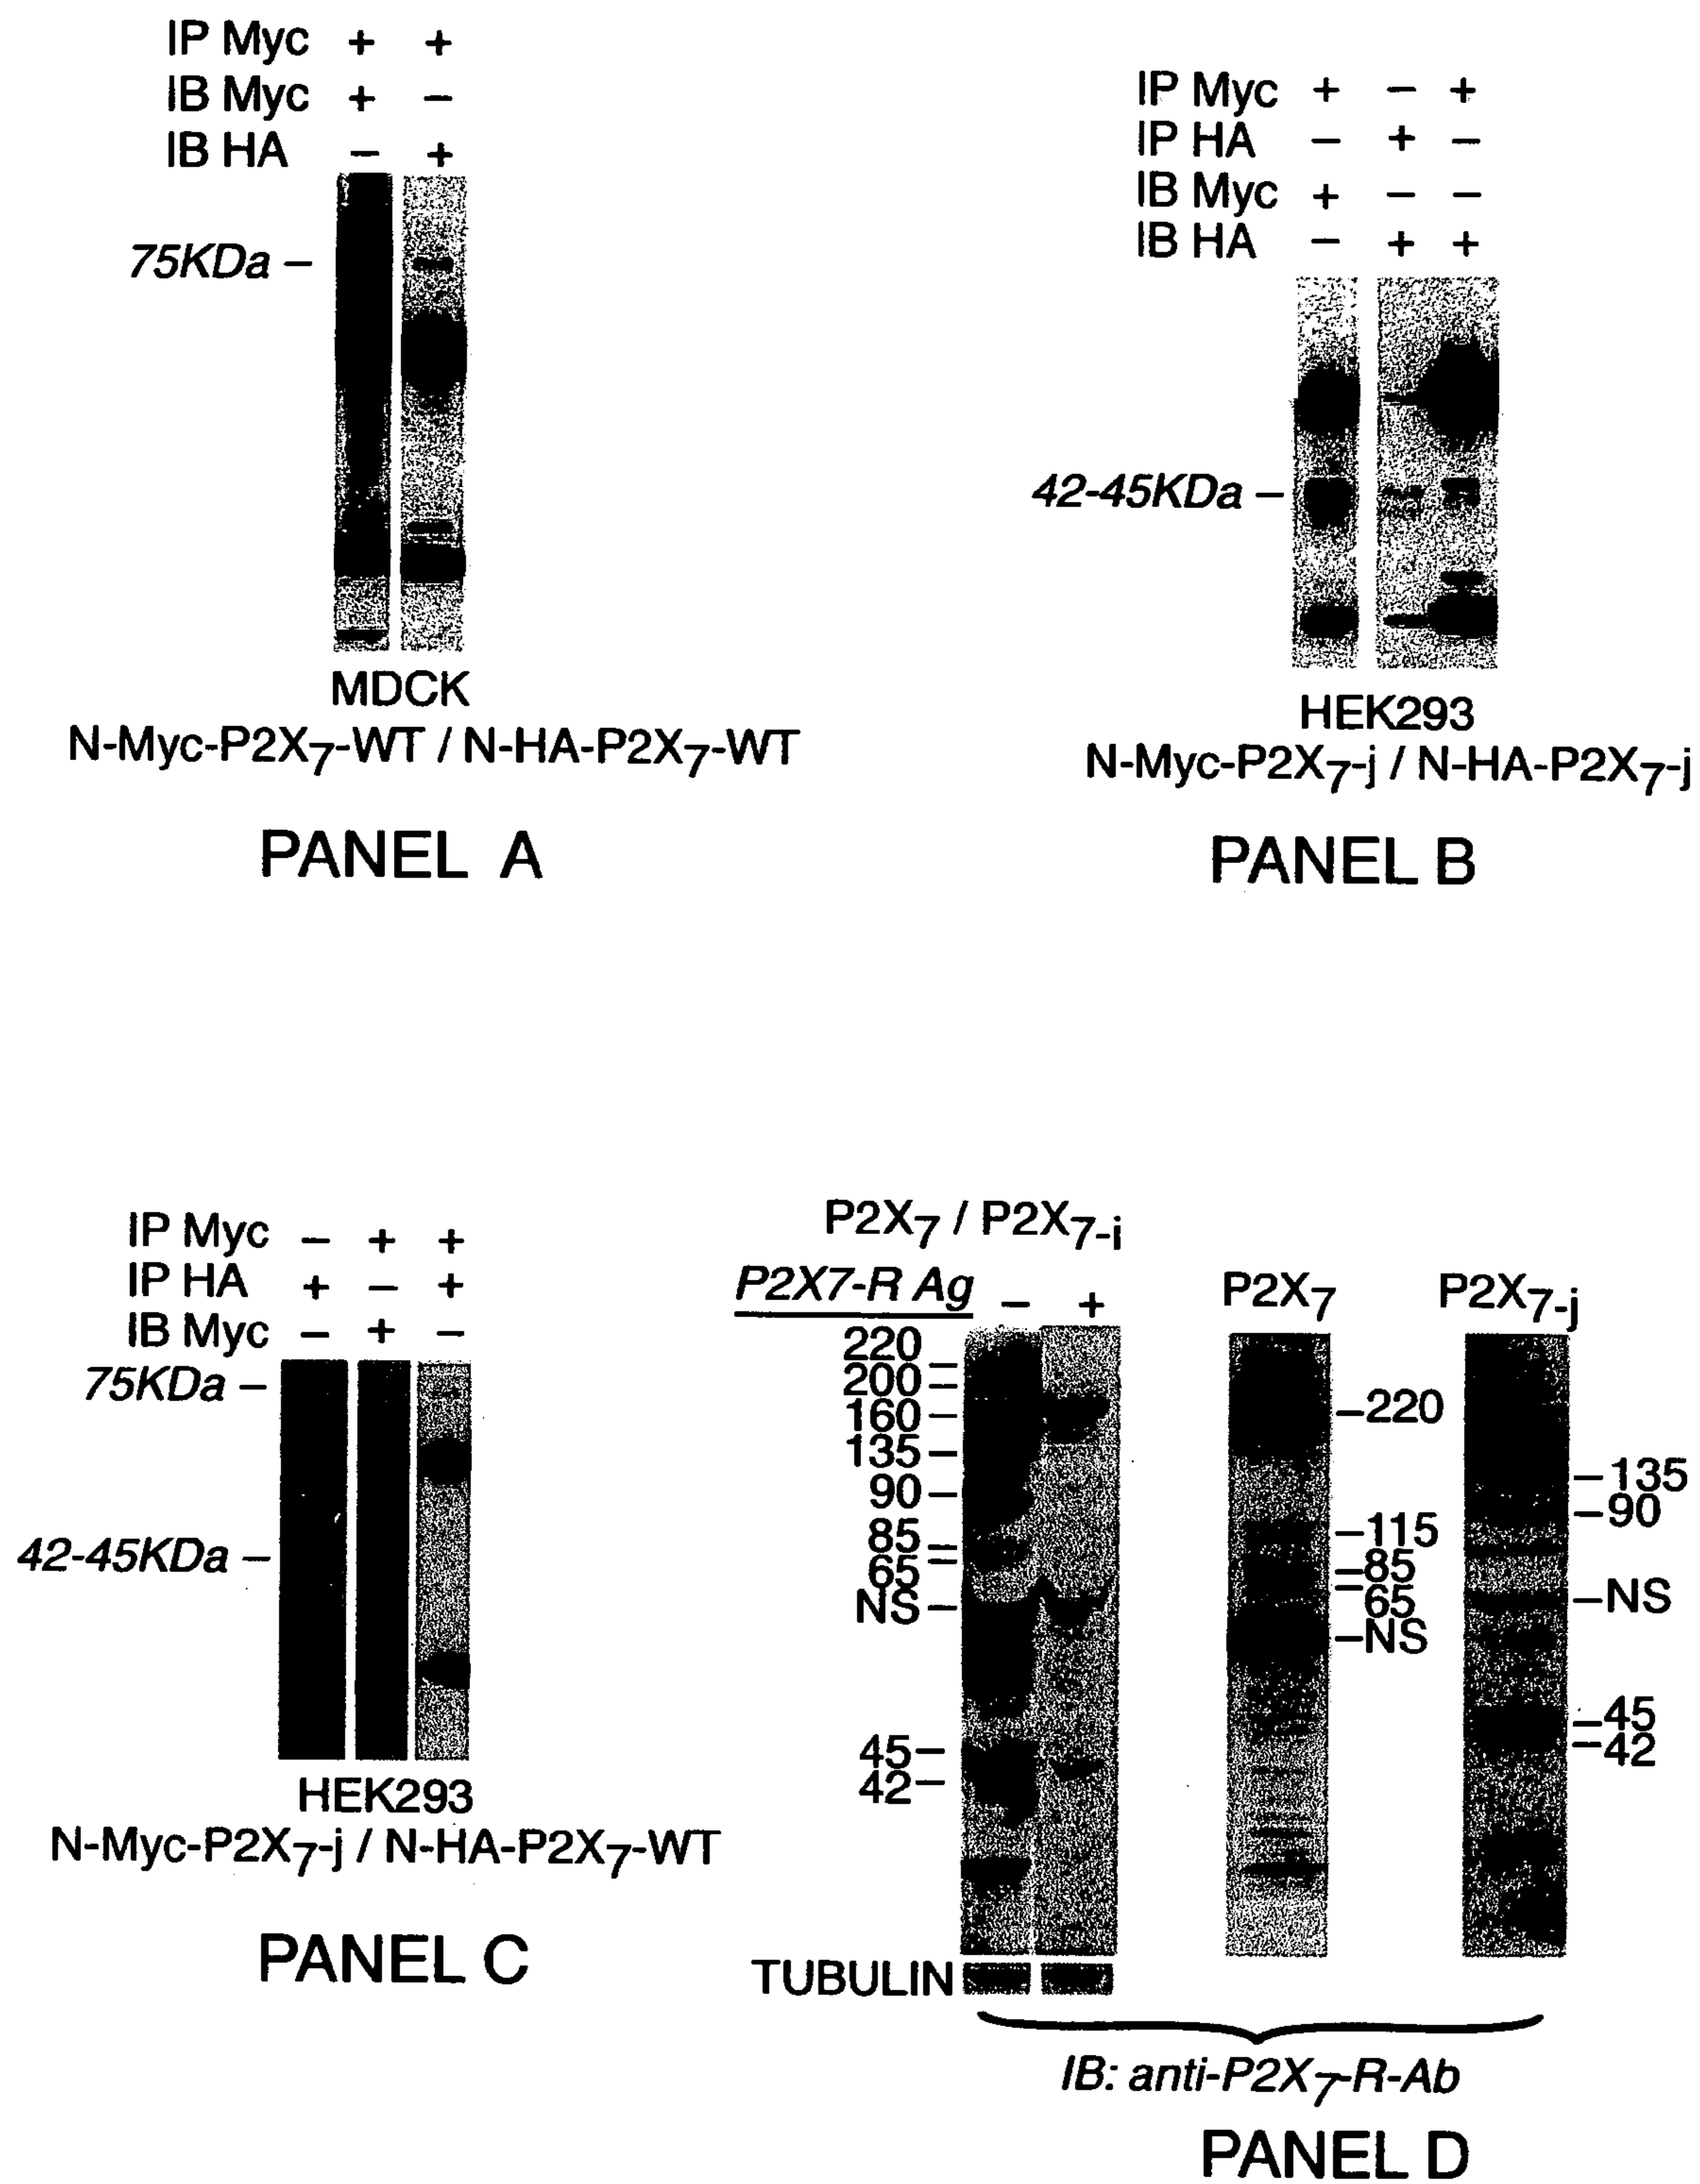 IP Myc + +
IB Myc + –
IB HA – +
75KDa –
MDCK
N-Myc-P2X7-WT / N-HA-P2X7-WT
PANEL A
IP Myc + – +
IP HA – + –
IB Myc + – –
IB HA – + +
42-45KDa –
HEK293
N-Myc-P2X7-j / N-HA-P2X7-j
PANEL B
IP Myc – + +
IP HA + – +
IB Myc – + –
75KDa –
42-45KDa –
HEK293
N-Myc-P2X7-j / N-HA-P2X7-WT
PANEL C
P2X7 / P2X7-i
P2X7-R Ag – +
220
200
160
135
90
85
65
NS
45
42
TUBULIN
P2X7
220
115
85
65
NS
P2X7-j
135
90
NS
45
42
IB: anti-P2X7-R-Ab
PANEL D